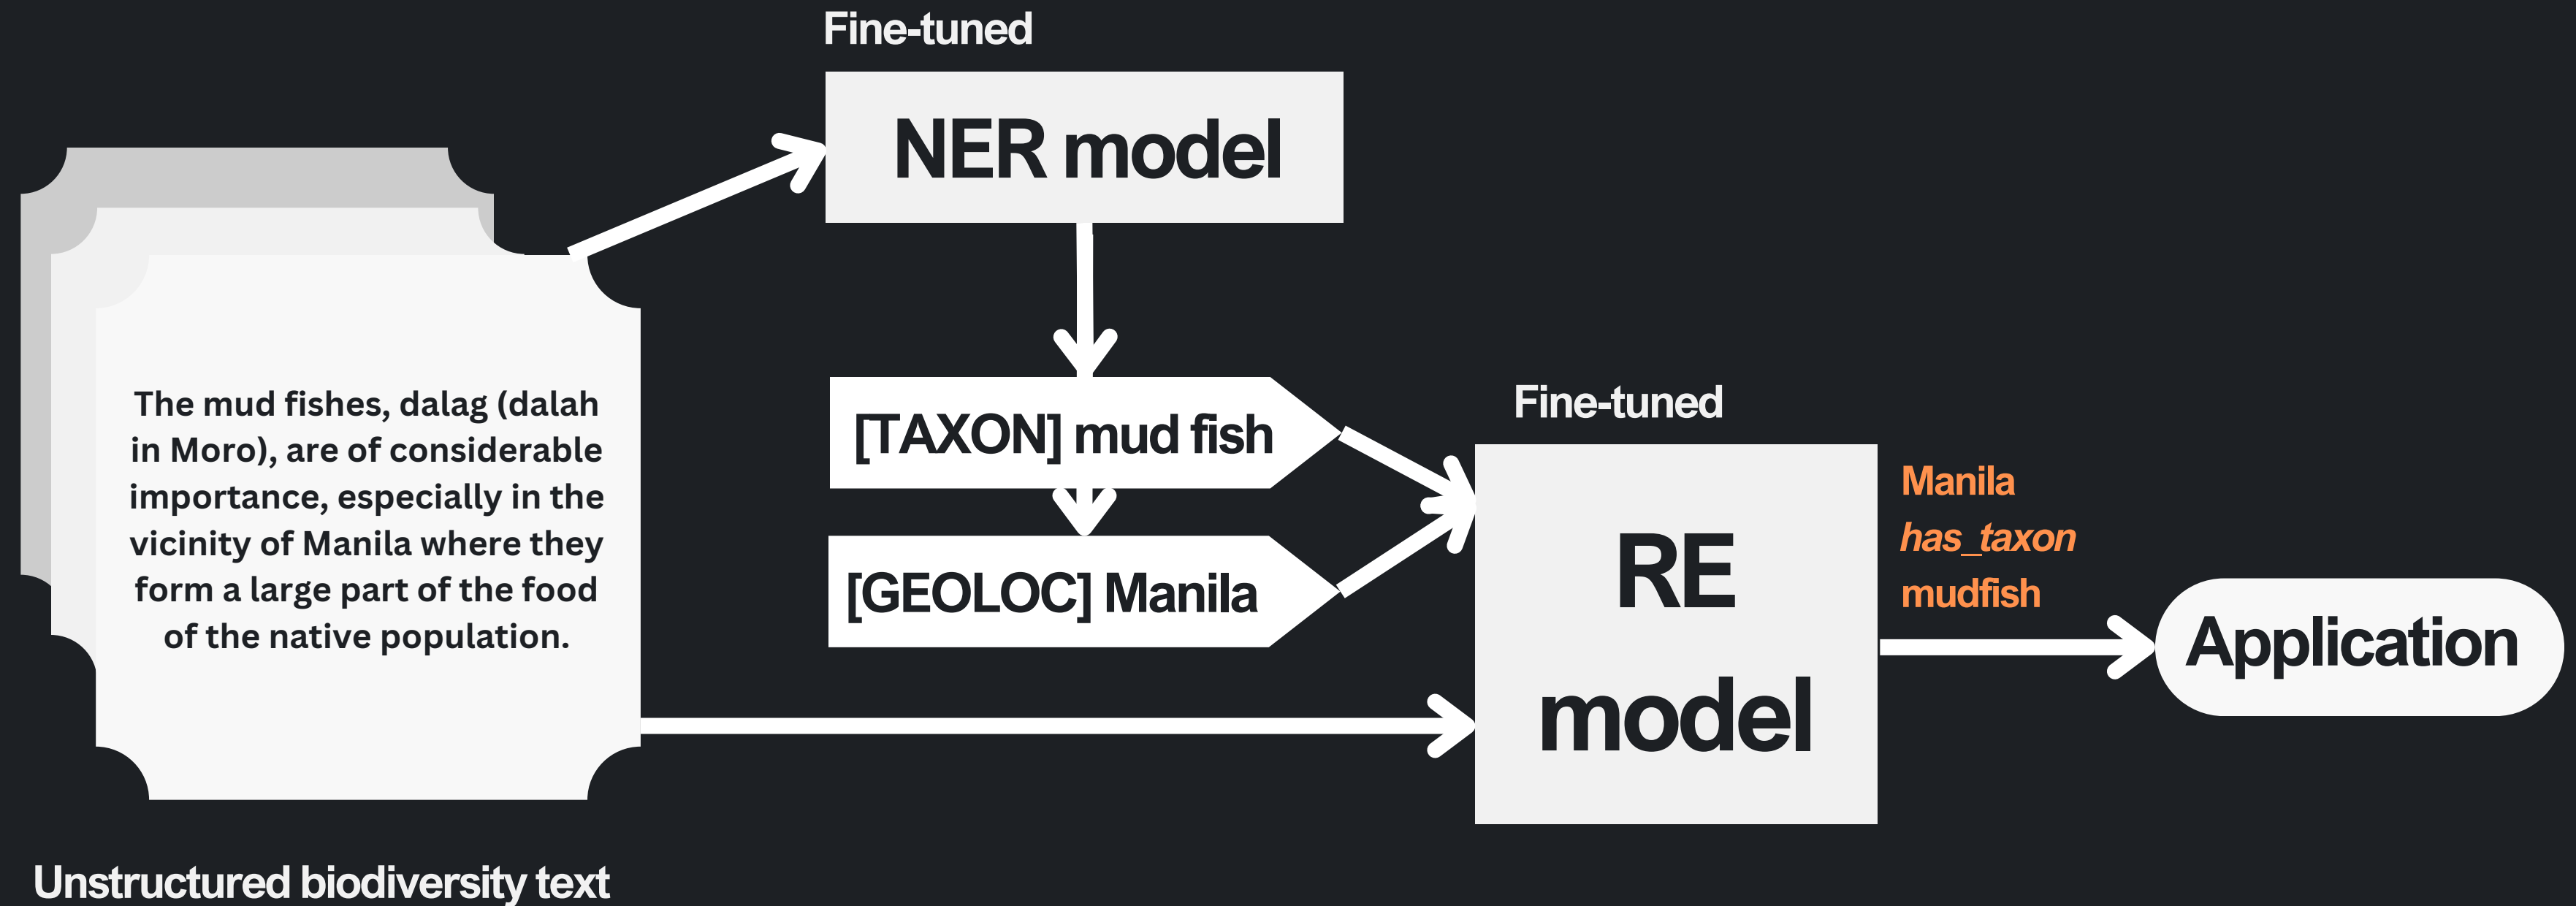 Fine-tuned
NER model
The mud fishes, dalag (dalah
in Moro), are of considerable
importance, especially in the
vicinity of Manila where they
form a large part of the food
of the native population.
Unstructured biodiversity text
[TAXON] mud fish
[GEOLOC] Manila
Fine-tuned
RE
model
Manila
has_taxon
mudfish
Application